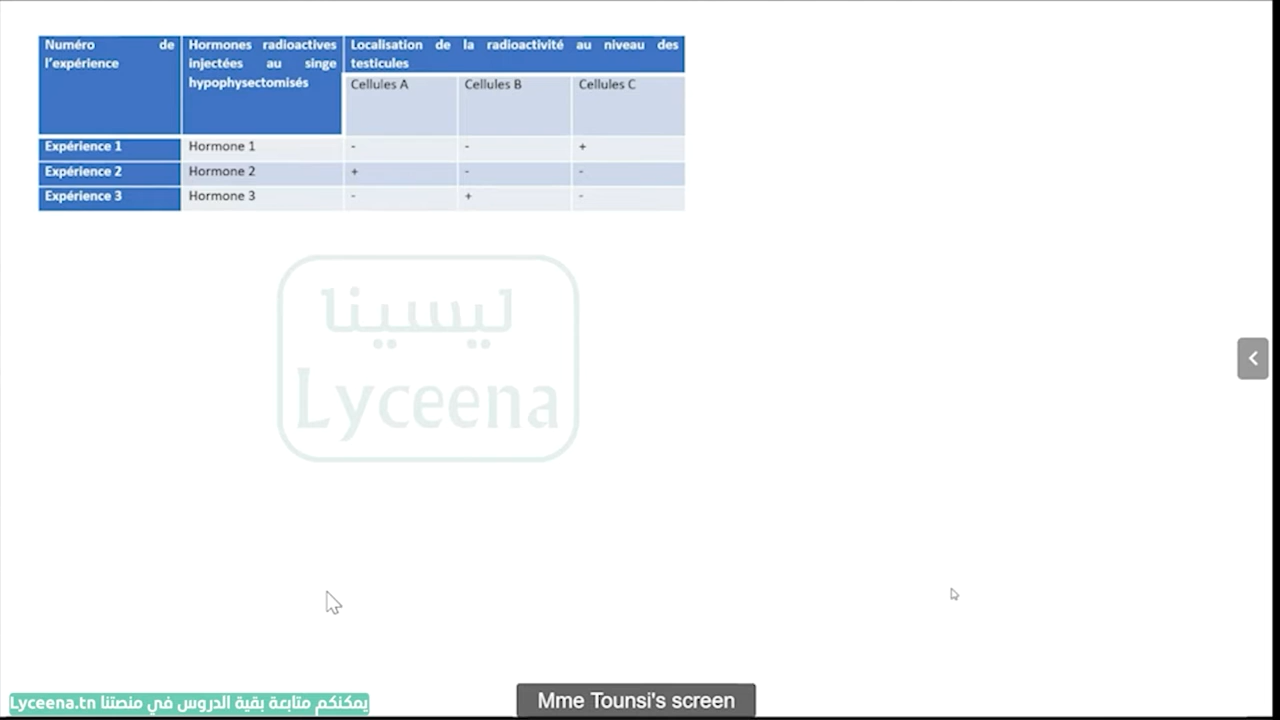 Numéro de l’expérience
Hormones radioactives injectées au singe hypophysectomisés
Localisation de la radioactivité au niveau des testicules
Cellules A
Cellules B
Cellules C
Expérience 1
Hormone 1
-
-
+
Expérience 2
Hormone 2
+
-
-
Expérience 3
Hormone 3
-
+
-
ليسينا
Lyceena
يمكنكم متابعة بقية الدروس في منصتنا Lyceena.tn
Mme Tounsi's screen